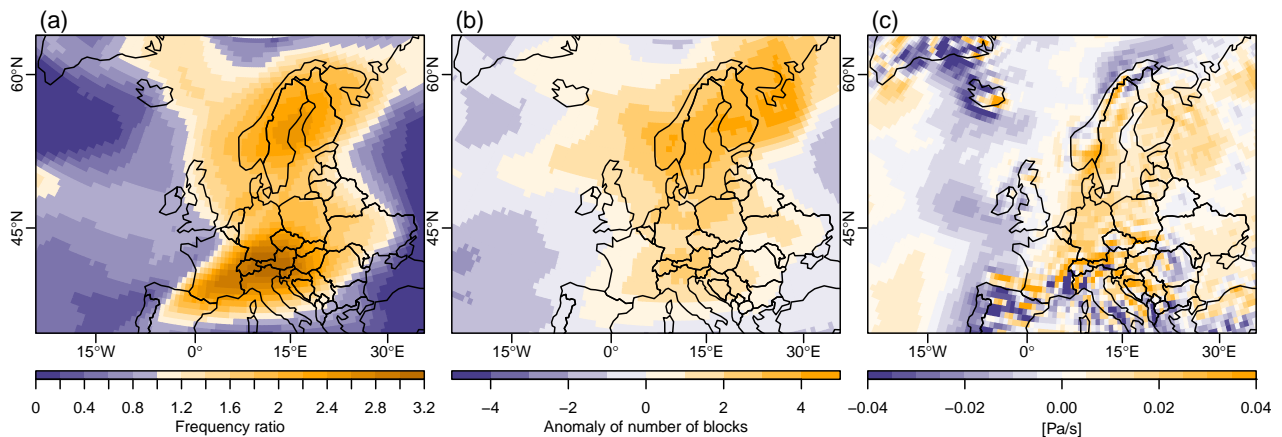 (a)
(b)
(c)
60°N
45°N
15°W
0°
15°E
30°E
60°N
45°N
15°W
0°
15°E
30°E
60°N
45°N
15°W
0°
15°E
30°E
0
0.4
0.8
1.2
1.6
2
2.4
2.8
3.2
Frequency ratio
−4
−2
0
2
4
Anomaly of number of blocks
−0.04
−0.02
0.00
0.02
0.04
[Pa/s]